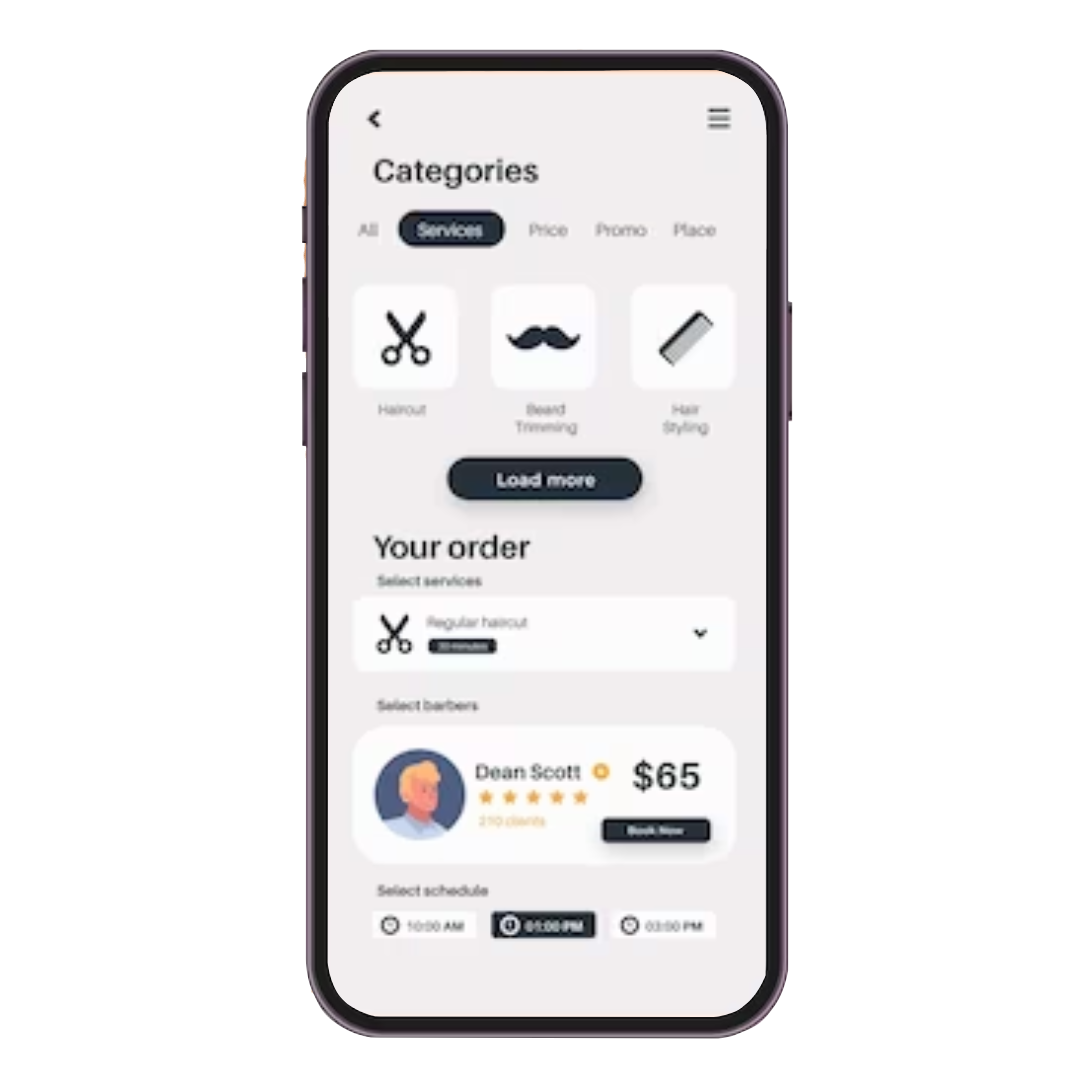 Categories
All Services Price Promo Place
Haircut Beard Hair
Trimming Styling
Load more
Your order
Select services
Regular haircut
minutes
Select barbers
Dean Scott $65
210 clients
Book Now
Select schedule
10:00 AM 01:00 PM 03:00 PM